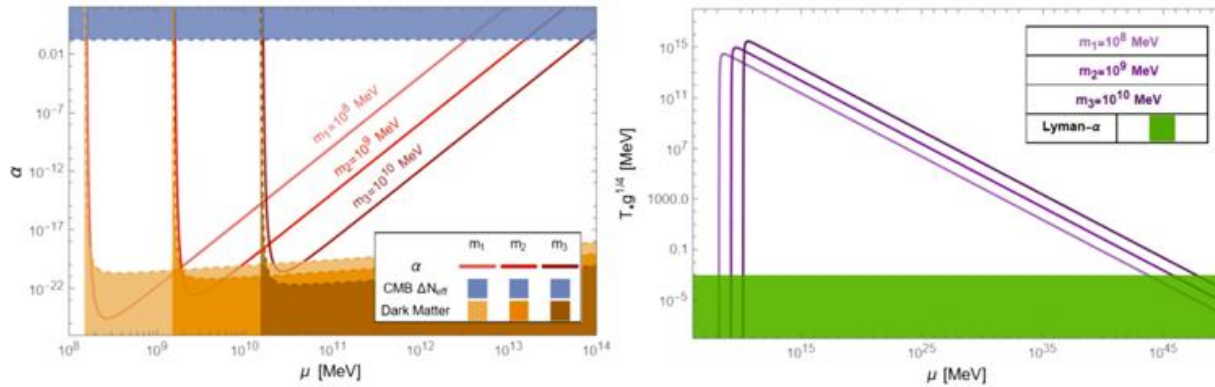 0.01
10⁻⁷
10⁻¹²
10⁻¹⁷
10⁻²²
α
m₁=10⁸ MeV
m₂=10⁹ MeV
m₃=10¹⁰ MeV
m₁ m₂ m₃
α
CMB ΔN_eff
Dark Matter
10⁸ 10⁹ 10¹⁰ 10¹¹ 10¹² 10¹³ 10¹⁴
μ [MeV]
10¹⁵
10¹¹
10⁷
1000.0
0.1
10⁻⁵
T⁎g^1/4 [MeV]
m₁=10⁸ MeV
m₂=10⁹ MeV
m₃=10¹⁰ MeV
Lyman-α
10¹⁵ 10²⁵ 10³⁵ 10⁴⁵
μ [MeV]